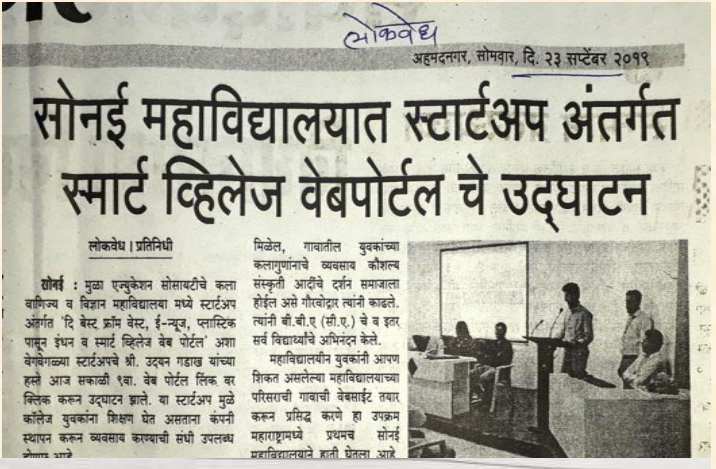 लोकवेध
अहमदनगर, सोमवार, दि. २३ सप्टेंबर २०१९
सोनई महाविद्यालयात स्टार्टअप अंतर्गत
स्मार्ट व्हिलेज वेबपोर्टल चे उद्घाटन
लोकवेध । प्रतिनिधी
सोनई : मुळा एज्युकेशन सोसायटीचे कला
वाणिज्य व विज्ञान महाविद्यालया मध्ये स्टार्टअप
अंतर्गत 'दि बेस्ट फ्रॉम वेस्ट, ई-न्यूज, प्लास्टिक
पासून इंधन व स्मार्ट व्हिलेज वेब पोर्टल' अशा
वेगवेगळ्या स्टार्टअपचे श्री. उदयन गडाख यांच्या
हस्ते आज सकाळी ९वा. वेब पोर्टल लिंक वर
क्लिक करून उद्घाटन झाले. या स्टार्टअप मुळे
कॉलेज युवकांना शिक्षण घेत असताना कंपनी
स्थापन करून व्यवसाय करण्याची संधी उपलब्ध
होणार आहे
मिळेल, गावातील युवकांच्या
कलागुणांनाचे व्यवसाय कौशल्य
संस्कृती आदींचे दर्शन समाजाला
होईल असे गौरवोद्गार त्यांनी काढले.
त्यांनी बी.बी.ए (सी.ए.) चे व इतर
सर्व विद्यार्थ्यांचे अभिनंदन केले.
महाविद्यालयीन युवकांनी आपण
शिकत असलेल्या महाविद्यालयाच्या
परिसराची गावाची वेबसाईट तयार
करून प्रसिद्ध करणे हा उपक्रम
महाराष्ट्रामध्ये प्रथमच सोनई
महाविद्यालयाने हाती घेतला आहे